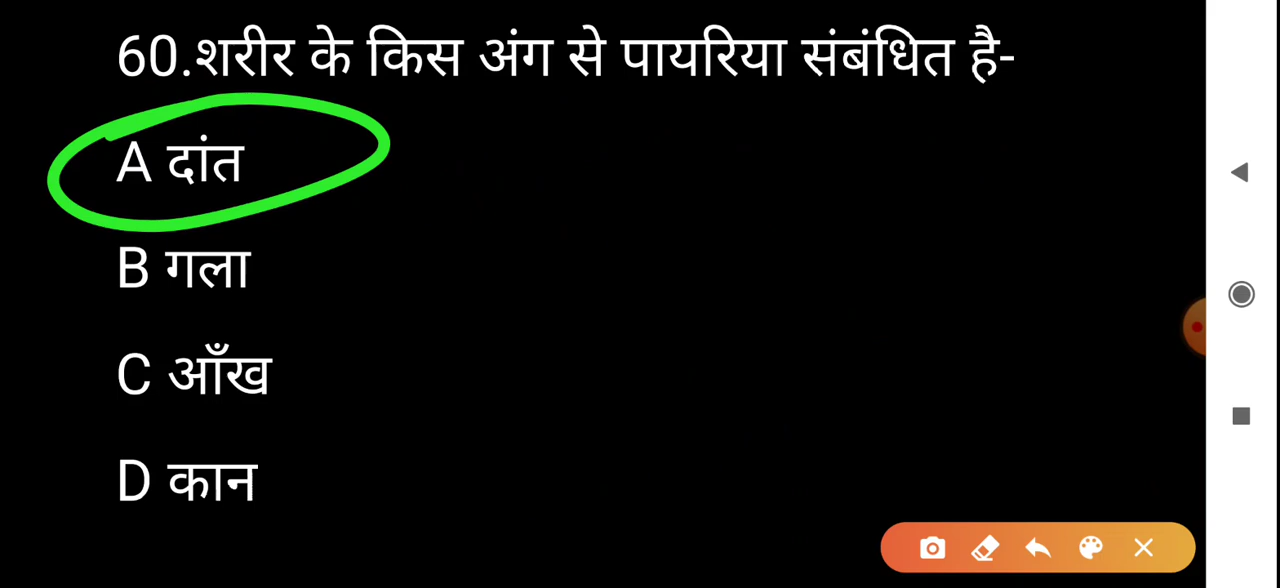 60.शरीर के किस अंग से पायरिया संबंधित है-
A दांत
B गला
C आँख
D कान